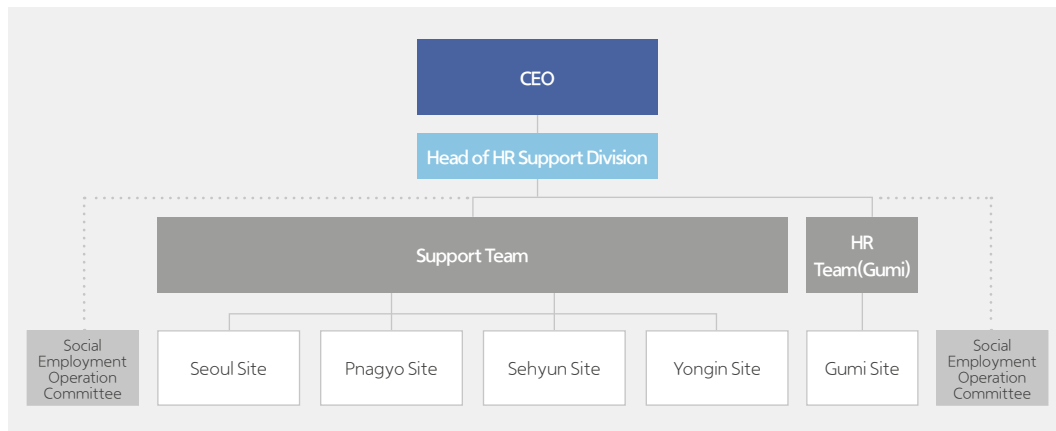 CEO
Head of HR Support Division
Support Team
HR
Team(Gumi)
Social
Employment
Operation
Committee
Seoul Site
Pnagyo Site
Sehyun Site
Yongin Site
Gumi Site
Social
Employment
Operation
Committee